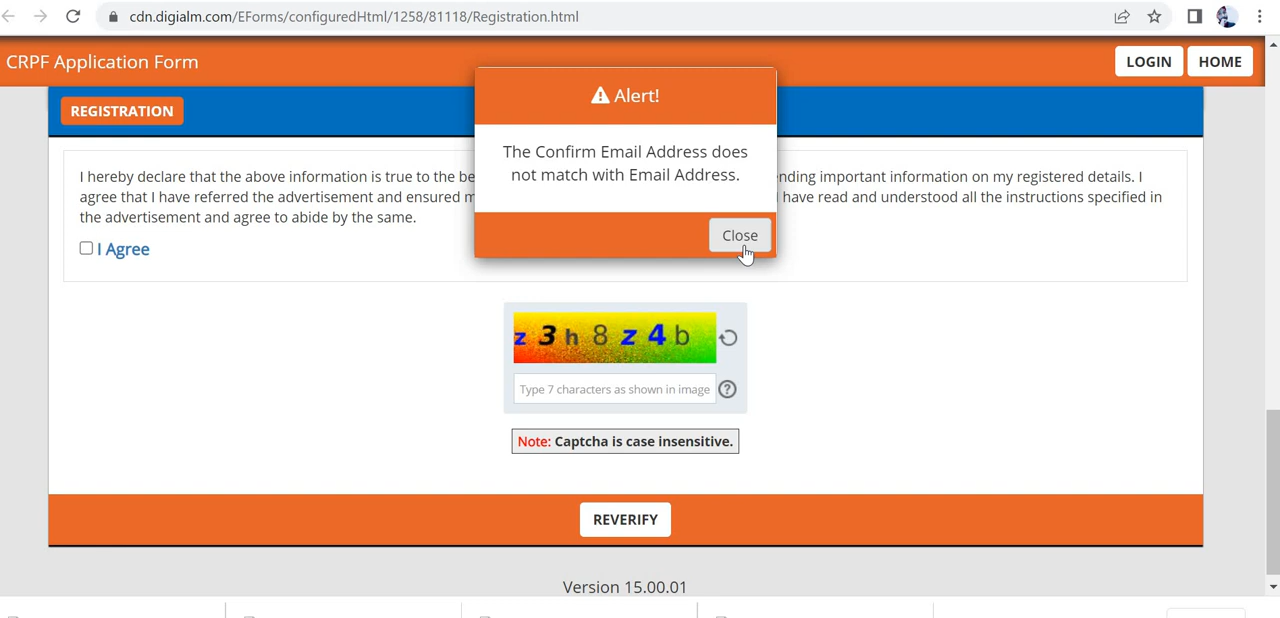 cdn.digialm.com/EForms/configuredHtml/1258/81118/Registration.html
CRPF Application Form
LOGIN
HOME
REGISTRATION
Alert!
The Confirm Email Address does
not match with Email Address.
Close
I hereby declare that the above information is true to the be
nding important information on my registered details. I
agree that I have referred the advertisement and ensured m
have read and understood all the instructions specified in
the advertisement and agree to abide by the same.
I Agree
z 3 h 8 z 4 b
Type 7 characters as shown in image
Note: Captcha is case insensitive.
REVERIFY
Version 15.00.01